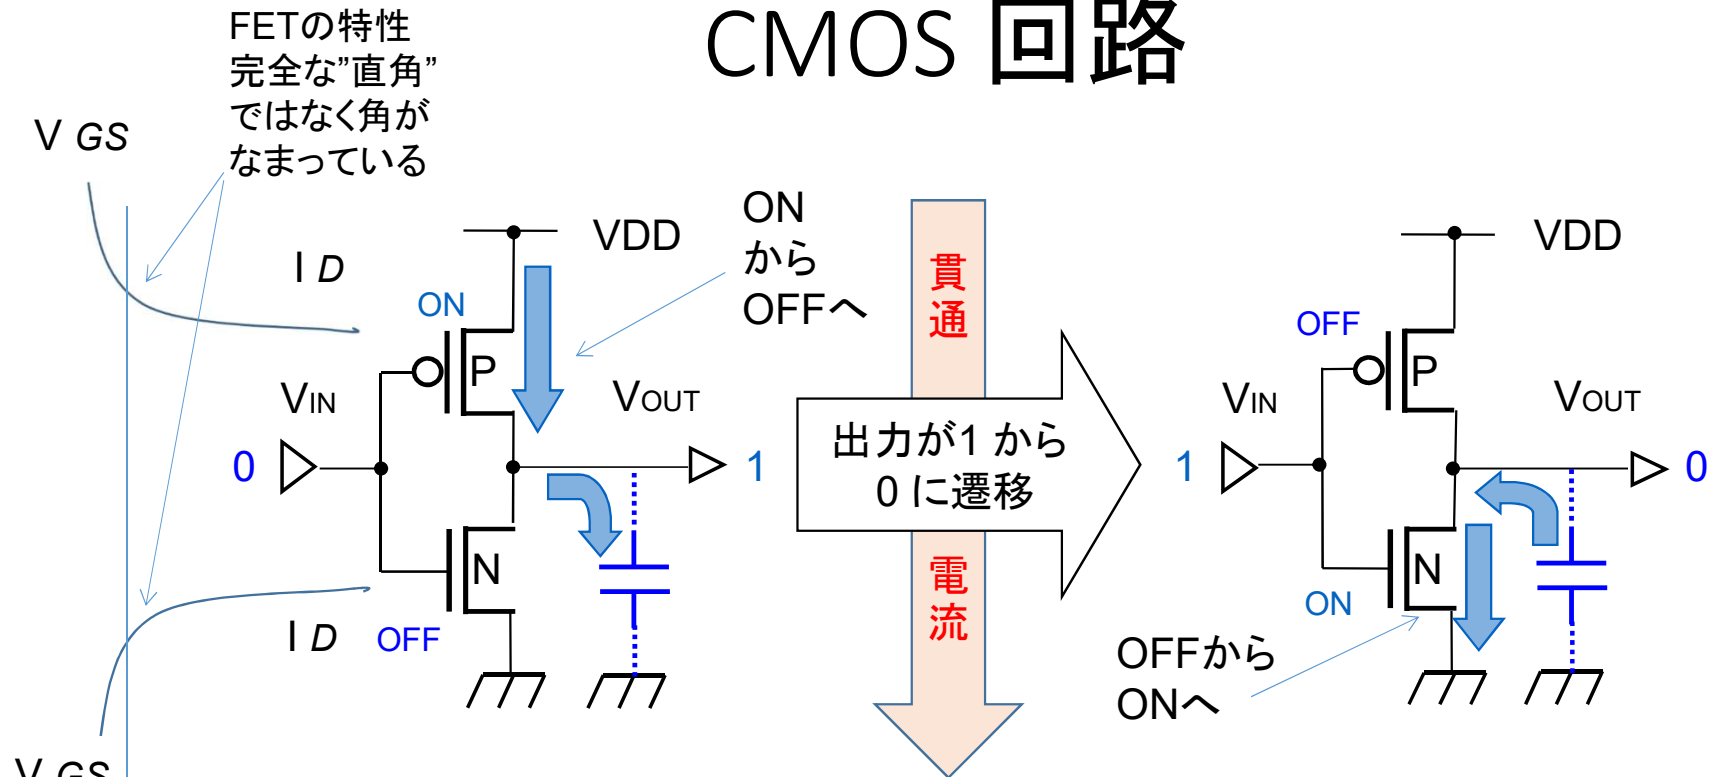 CMOS 回路
FETの特性
完全な”直角”
ではなく角が
なまっている
V GS
I D
I D
V GS
VDD
ON
P
VIN
VOUT
0
1
N
OFF
ON
から
OFFへ
貫
通
出力が1 から
0 に遷移
電
流
VDD
OFF
P
VIN
VOUT
1
0
N
ON
OFFから
ONへ